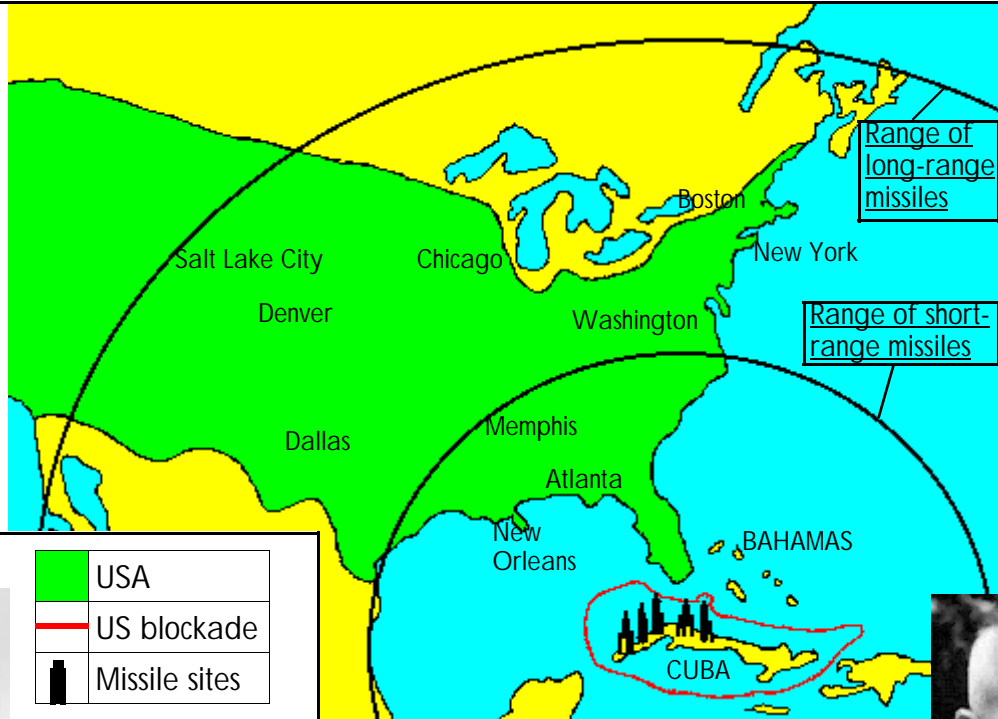 Range of
long-range
missiles
Boston
Salt Lake City
Chicago
New York
Denver
Washington
Range of short-
range missiles
Memphis
Dallas
Atlanta
New
Orleans
BAHAMAS
USA
US blockade
Missile sites
CUBA